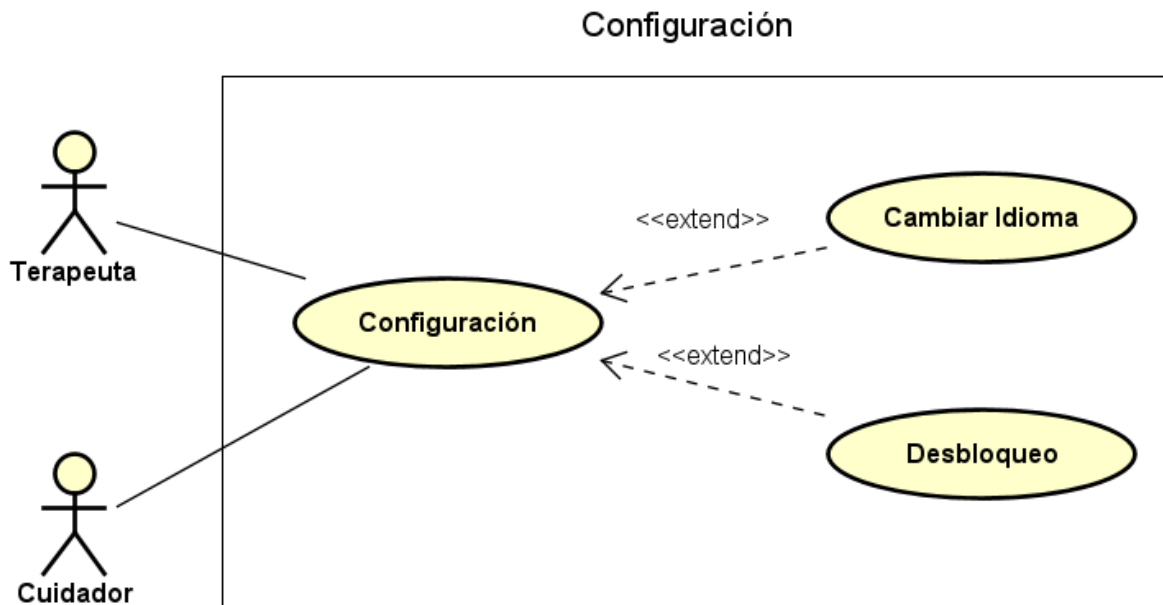 Configuración
Terapeuta
Configuración
<<extend>>
Cambiar Idioma
<<extend>>
Desbloqueo
Cuidador